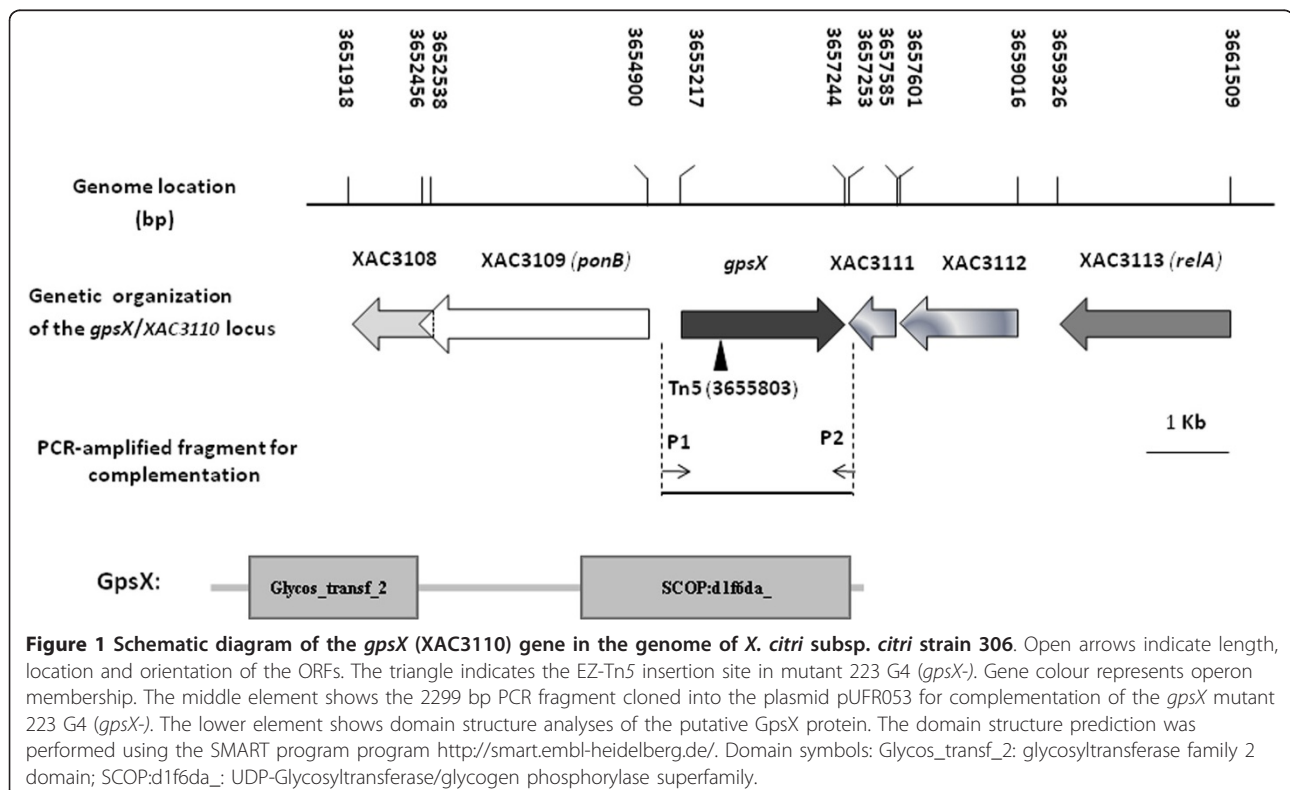 3651918
3652456
3652538
3654900
3655217
3657244
3657253
3657585
3657601
3659016
3659326
3661509
Genome location
(bp)
XAC3108 XAC3109 (ponB) gpsX XAC3111 XAC3112 XAC3113 (relA)
Genetic organization
of the gpsX/XAC3110 locus
Tn5 (3655803)
P1 P2 1 Kb
PCR-amplified fragment for
complementation
GpsX: Glycos_transf_2 SCOP:d1f6da_
Figure 1 Schematic diagram of the gpsX (XAC3110) gene in the genome of X. citri subsp. citri strain 306. Open arrows indicate length,
location and orientation of the ORFs. The triangle indicates the EZ-Tn5 insertion site in mutant 223 G4 (gpsX-). Gene colour represents operon
membership. The middle element shows the 2299 bp PCR fragment cloned into the plasmid pUFR053 for complementation of the gpsX mutant
223 G4 (gpsX-). The lower element shows domain structure analyses of the putative GpsX protein. The domain structure prediction was
performed using the SMART program program http://smart.embl-heidelberg.de/. Domain symbols: Glycos_transf_2: glycosyltransferase family 2
domain; SCOP:d1f6da_: UDP-Glycosyltransferase/glycogen phosphorylase superfamily.